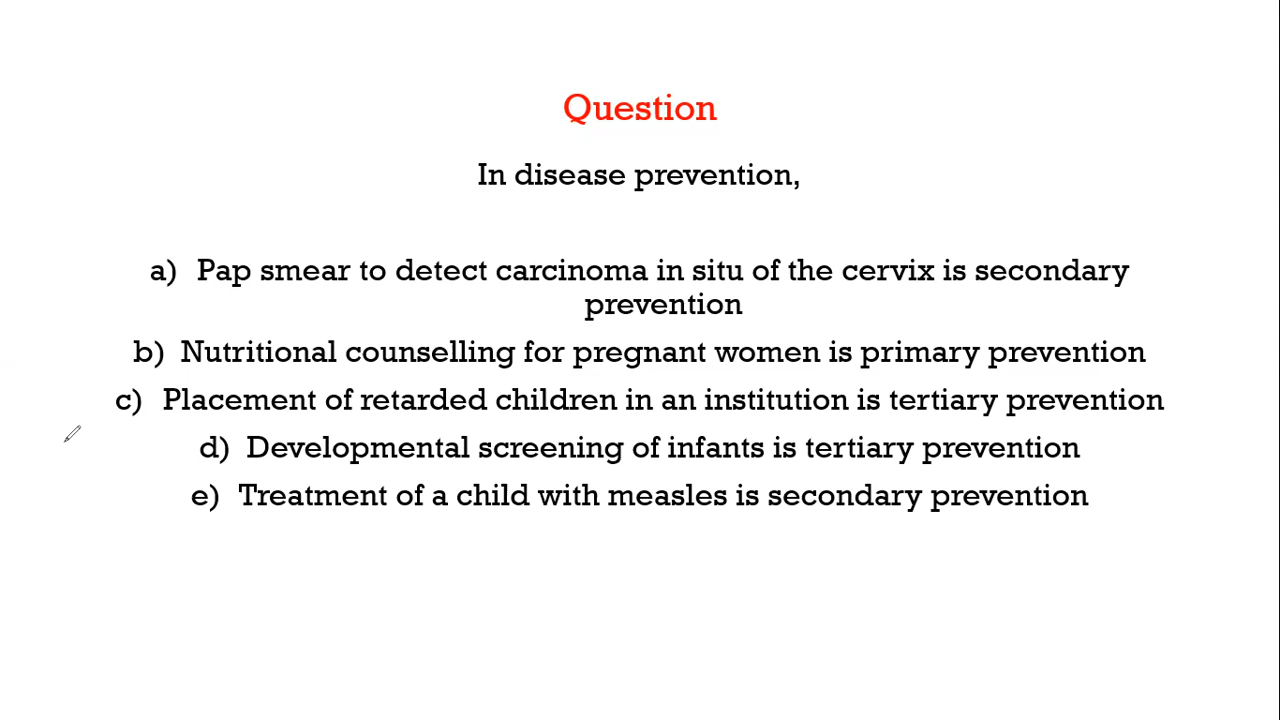 Question
In disease prevention,
a) Pap smear to detect carcinoma in situ of the cervix is secondary
prevention
b) Nutritional counselling for pregnant women is primary prevention
c) Placement of retarded children in an institution is tertiary prevention
d) Developmental screening of infants is tertiary prevention
e) Treatment of a child with measles is secondary prevention